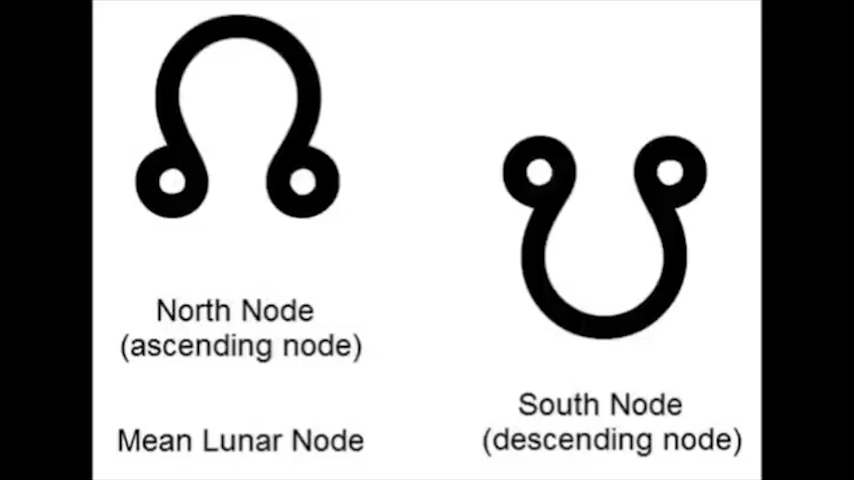 North Node
(ascending node)
Mean Lunar Node
South Node
(descending node)